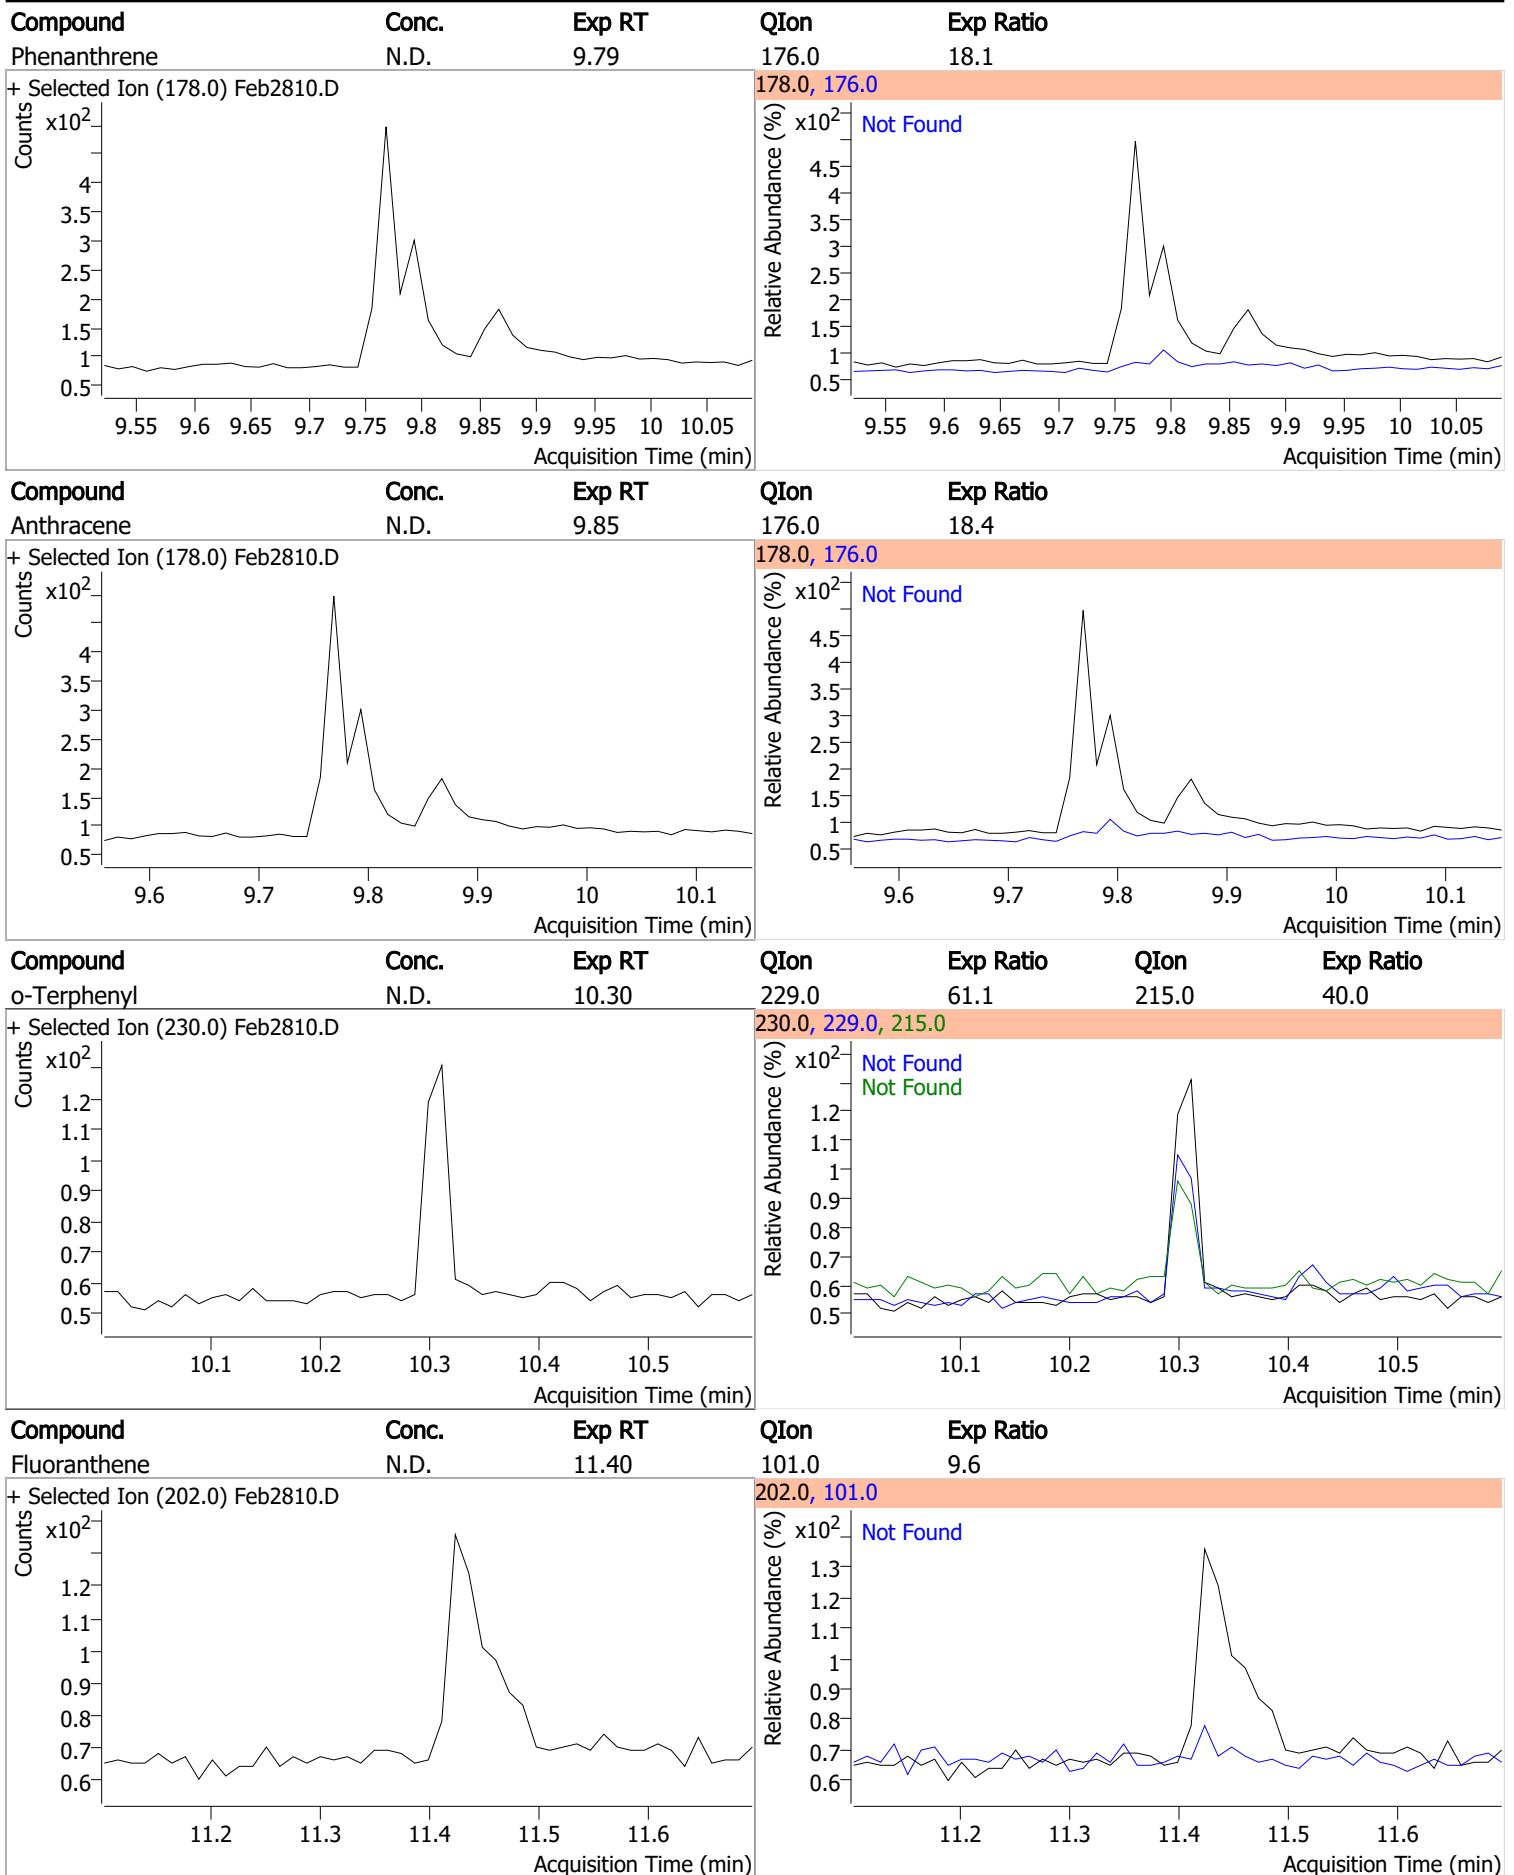 Compound Conc. Exp RT QIon Exp Ratio
Phenanthrene N.D. 9.79 176.0 18.1
+ Selected Ion (178.0) Feb2810.D
Counts
x10²
4
3.5
3
2.5
2
1.5
1
0.5
9.55 9.6 9.65 9.7 9.75 9.8 9.85 9.9 9.95 10 10.05
Acquisition Time (min)
178.0, 176.0
Relative Abundance (%)
x10²
Not Found
4.5
4
3.5
3
2.5
2
1.5
1
0.5
9.55 9.6 9.65 9.7 9.75 9.8 9.85 9.9 9.95 10 10.05
Acquisition Time (min)
Compound Conc. Exp RT QIon Exp Ratio
Anthracene N.D. 9.85 176.0 18.4
+ Selected Ion (178.0) Feb2810.D
Counts
x10²
4
3.5
3
2.5
2
1.5
1
0.5
9.6 9.7 9.8 9.9 10 10.1
Acquisition Time (min)
178.0, 176.0
Relative Abundance (%)
x10²
Not Found
4.5
4
3.5
3
2.5
2
1.5
1
0.5
9.6 9.7 9.8 9.9 10 10.1
Acquisition Time (min)
Compound Conc. Exp RT QIon Exp Ratio QIon Exp Ratio
o-Terphenyl N.D. 10.30 229.0 61.1 215.0 40.0
+ Selected Ion (230.0) Feb2810.D
Counts
x10²
1.2
1.1
1
0.9
0.8
0.7
0.6
0.5
10.1 10.2 10.3 10.4 10.5
Acquisition Time (min)
230.0, 229.0, 215.0
Relative Abundance (%)
x10²
Not Found
Not Found
1.2
1.1
1
0.9
0.8
0.7
0.6
0.5
10.1 10.2 10.3 10.4 10.5
Acquisition Time (min)
Compound Conc. Exp RT QIon Exp Ratio
Fluoranthene N.D. 11.40 101.0 9.6
+ Selected Ion (202.0) Feb2810.D
Counts
x10²
1.2
1.1
1
0.9
0.8
0.7
0.6
11.2 11.3 11.4 11.5 11.6
Acquisition Time (min)
202.0, 101.0
Relative Abundance (%)
x10²
Not Found
1.3
1.2
1.1
1
0.9
0.8
0.7
0.6
11.2 11.3 11.4 11.5 11.6
Acquisition Time (min)